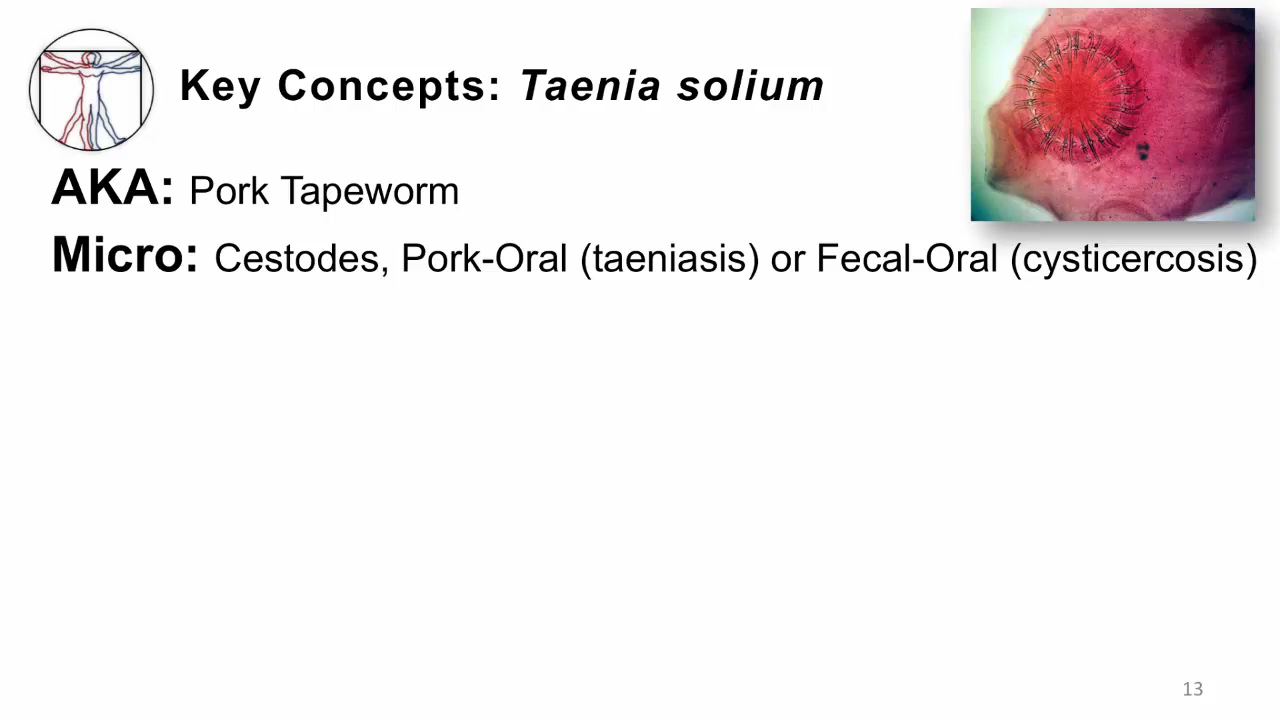 Key Concepts: Taenia solium
AKA: Pork Tapeworm
Micro: Cestodes, Pork-Oral (taeniasis) or Fecal-Oral (cysticercosis)
13